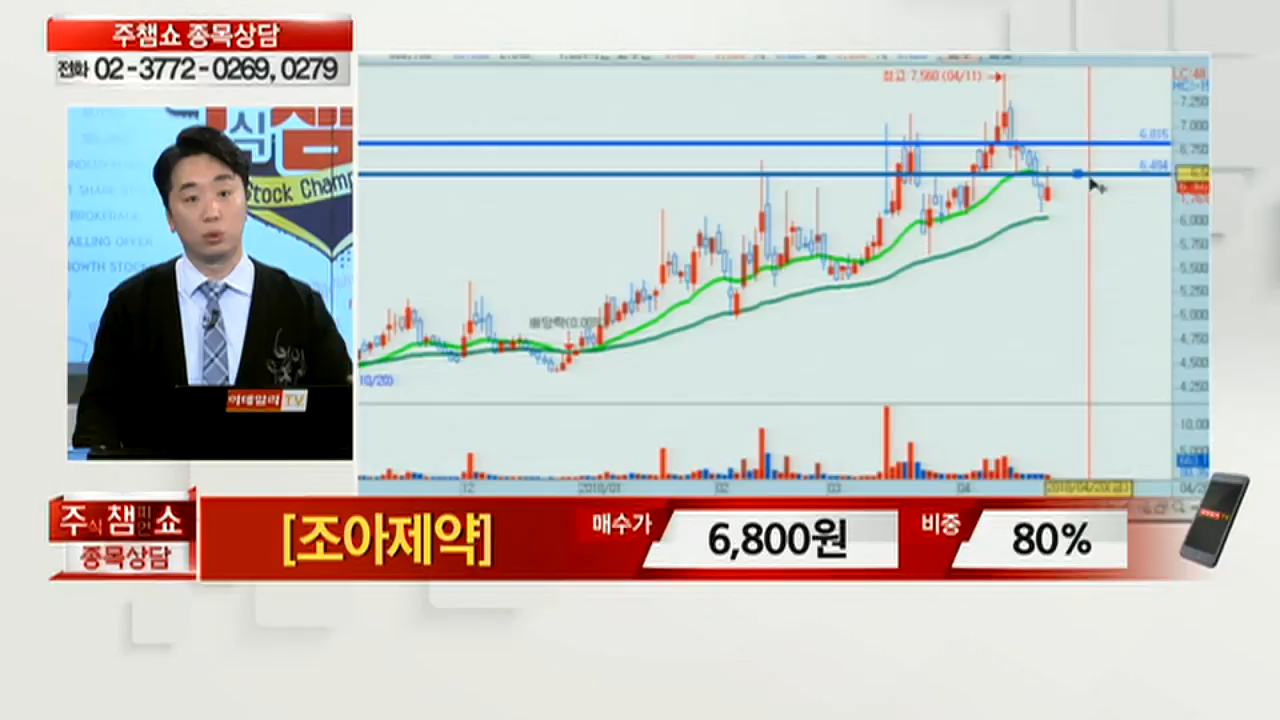 주챔쇼 종목상담
전화 02-3772-0269, 0279
Stock Champ
BROKERAGE
이데일리 TV
최고 7,560 (04/11)
6,815
6,494
7,250
7,000
6,750
6,000
5,750
5,500
5,250
5,000
4,750
4,500
4,250
10/20)
10,00
12
2018/01
02
03
04
주식챔피언쇼
종목상담
[조아제약]
매수가
6,800원
비중
80%